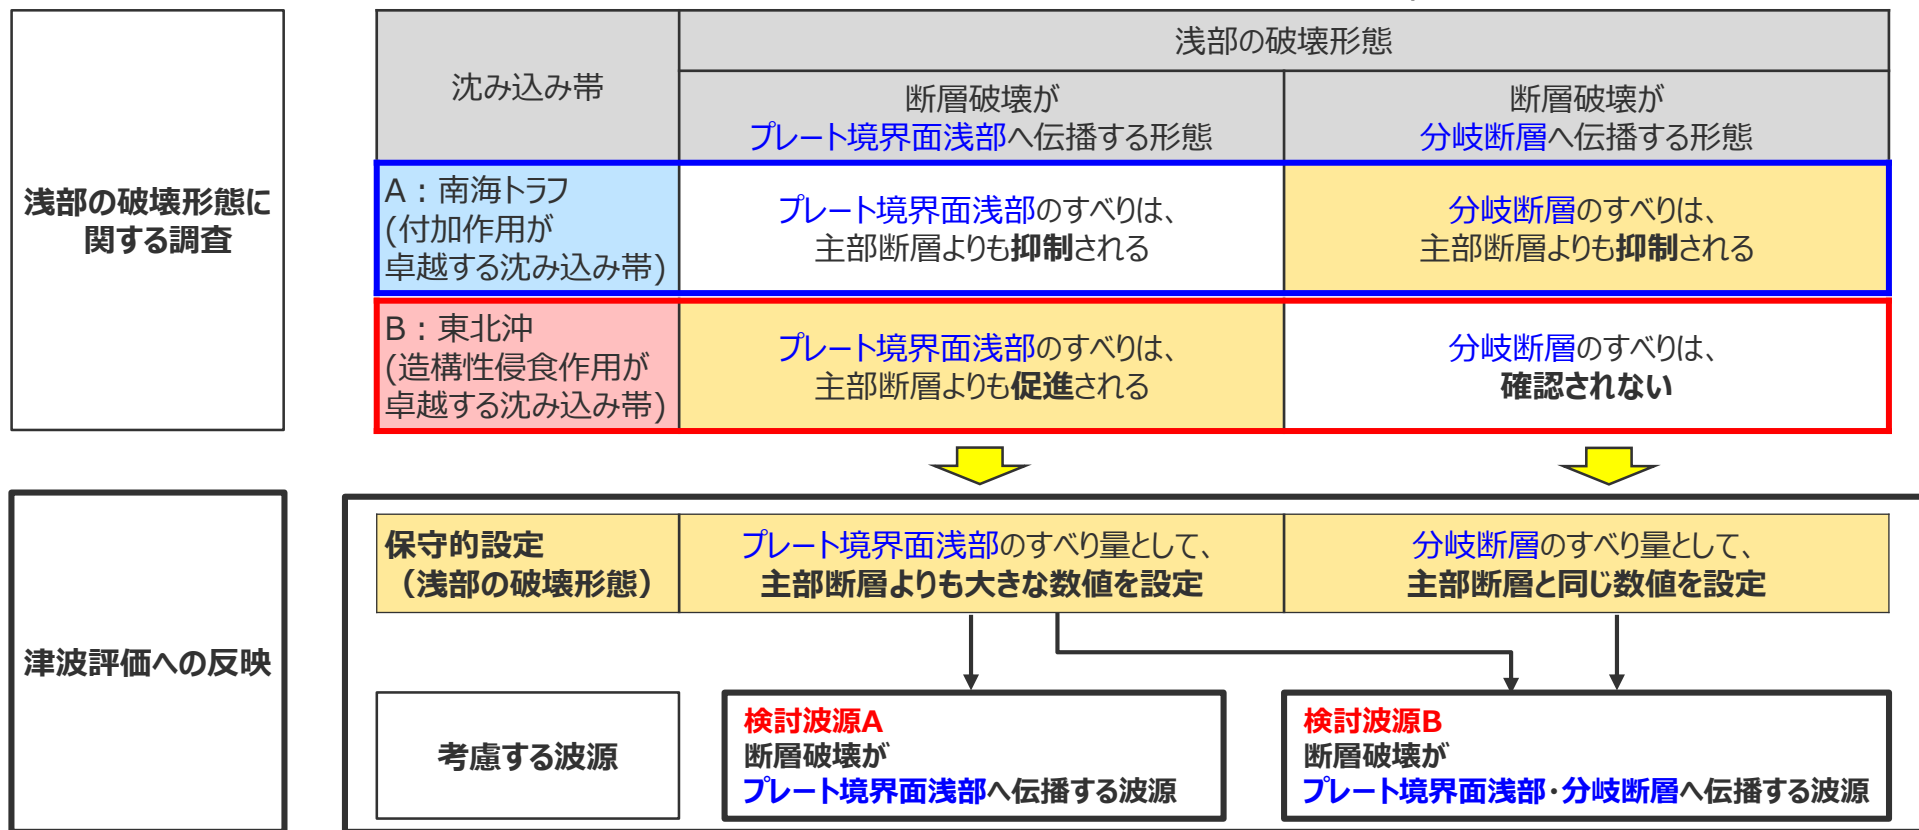 浅部の破壊形態に
関する調査
沈み込み帯
浅部の破壊形態
断層破壊が
プレート境界面浅部へ伝播する形態
断層破壊が
分岐断層へ伝播する形態
A：南海トラフ
(付加作用が
卓越する沈み込み帯)
プレート境界面浅部のすべりは、
主部断層よりも抑制される
分岐断層のすべりは、
主部断層よりも抑制される
B：東北沖
(造構性侵食作用が
卓越する沈み込み帯)
プレート境界面浅部のすべりは、
主部断層よりも促進される
分岐断層のすべりは、
確認されない
津波評価への反映
保守的設定
（浅部の破壊形態）
プレート境界面浅部のすべり量として、
主部断層よりも大きな数値を設定
分岐断層のすべり量として、
主部断層と同じ数値を設定
考慮する波源
検討波源A
断層破壊が
プレート境界面浅部へ伝播する波源
検討波源B
断層破壊が
プレート境界面浅部・分岐断層へ伝播する波源